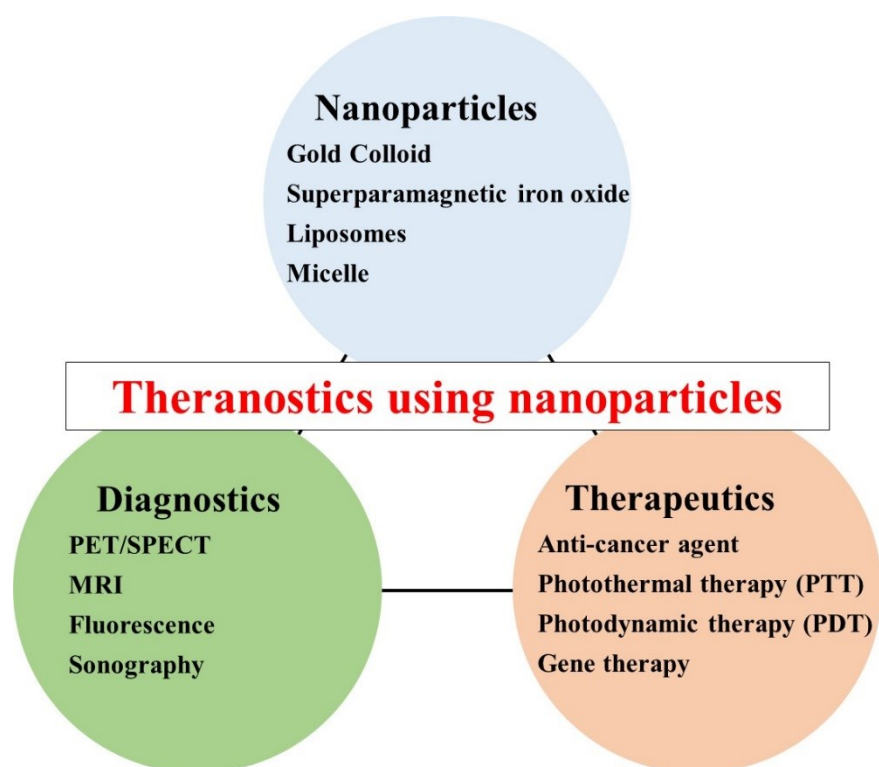 Nanoparticles
Gold Colloid
Superparamagnetic iron oxide
Liposomes
Micelle
Theranostics using nanoparticles
Diagnostics
PET/SPECT
MRI
Fluorescence
Sonography
Therapeutics
Anti-cancer agent
Photothermal therapy (PTT)
Photodynamic therapy (PDT)
Gene therapy